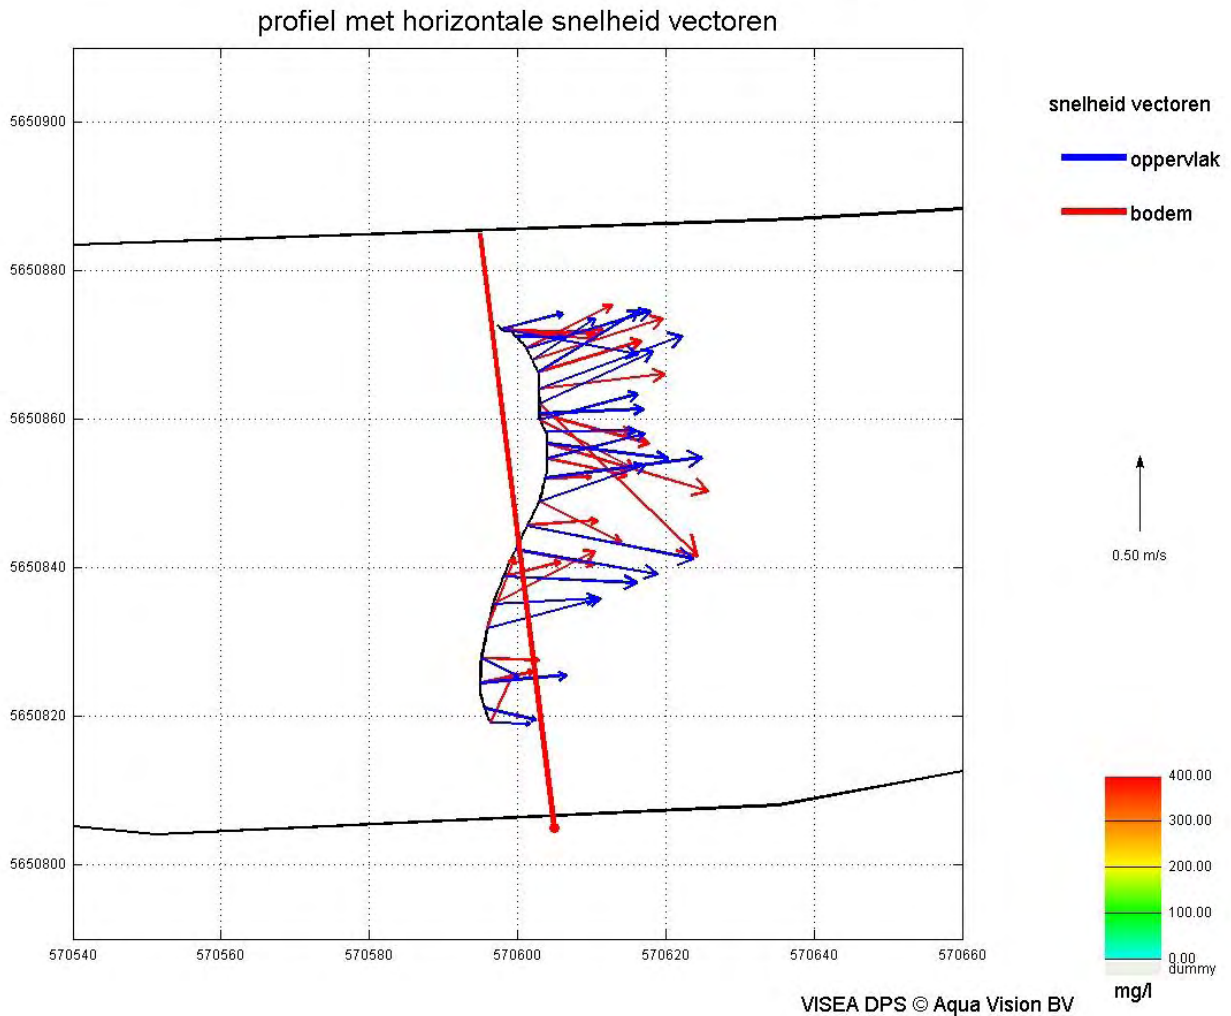 profiel met horizontale snelheid vectoren
snelheid vectoren
oppervlak
bodem
5650900
5650880
5650860
5650840
5650820
5650800
0.50 m/s
570540
570560
570580
570600
570620
570640
570660
400.00
300.00
200.00
100.00
0.00
dummy
mg/l
VISEA DPS © Aqua Vision BV